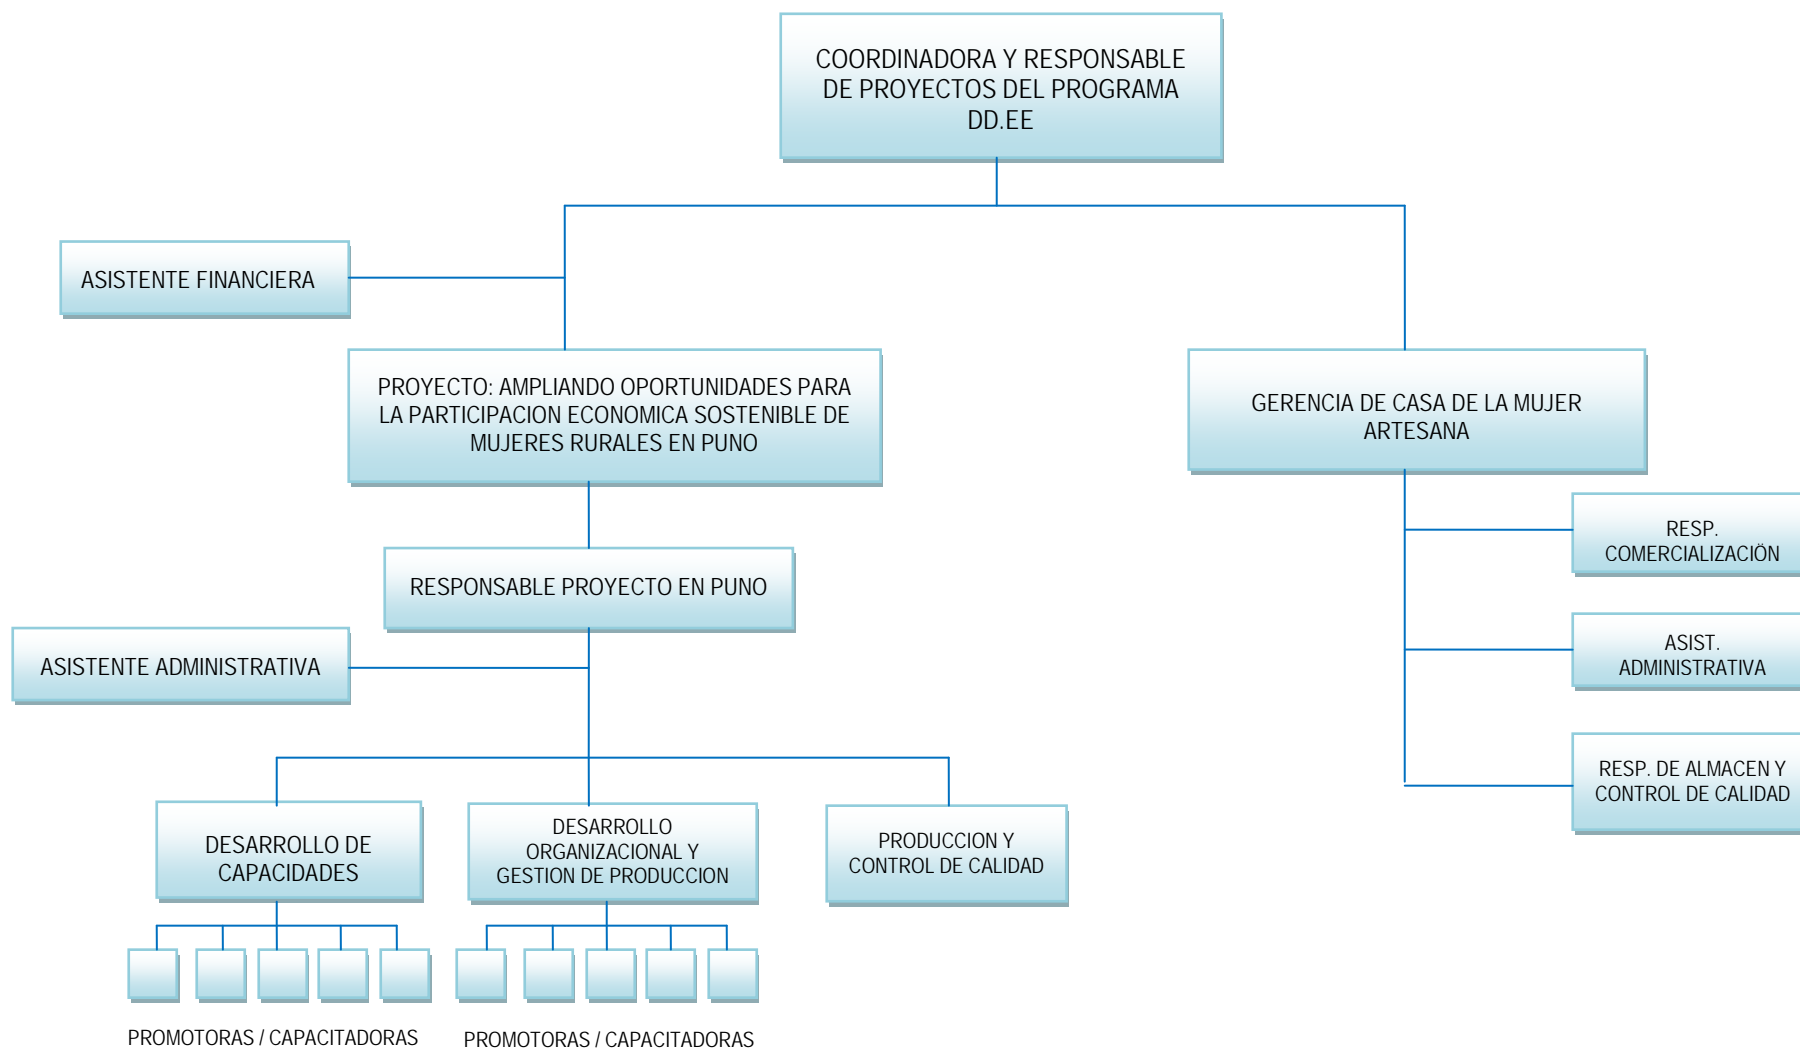 COORDINADORA Y RESPONSABLE
DE PROYECTOS DEL PROGRAMA
DD.EE
ASISTENTE FINANCIERA
PROYECTO: AMPLIANDO OPORTUNIDADES PARA
LA PARTICIPACION ECONOMICA SOSTENIBLE DE
MUJERES RURALES EN PUNO
GERENCIA DE CASA DE LA MUJER
ARTESANA
RESP.
COMERCIALIZACIÖN
RESPONSABLE PROYECTO EN PUNO
ASISTENTE ADMINISTRATIVA
ASIST.
ADMINISTRATIVA
RESP. DE ALMACEN Y
CONTROL DE CALIDAD
DESARROLLO DE
CAPACIDADES
DESARROLLO
ORGANIZACIONAL Y
GESTION DE PRODUCCION
PRODUCCION Y
CONTROL DE CALIDAD
PROMOTORAS / CAPACITADORAS
PROMOTORAS / CAPACITADORAS